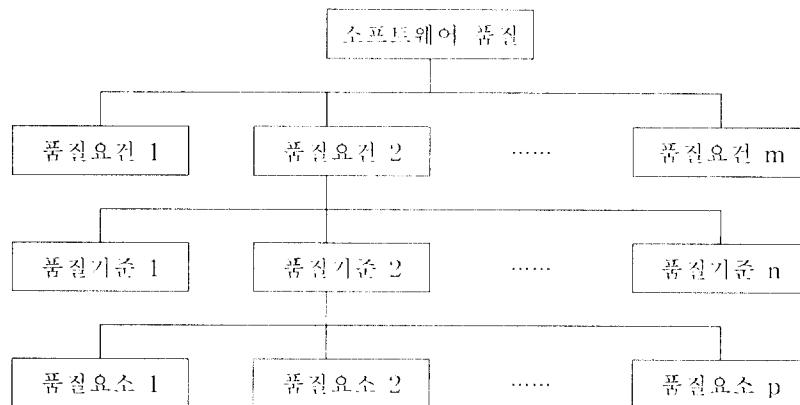 소프트웨어 품질
품질요건 1 품질요건 2 ...... 품질요건 m
품질기준 1 품질기준 2 ...... 품질기준 n
품질요소 1 품질요소 2 ...... 품질요소 p